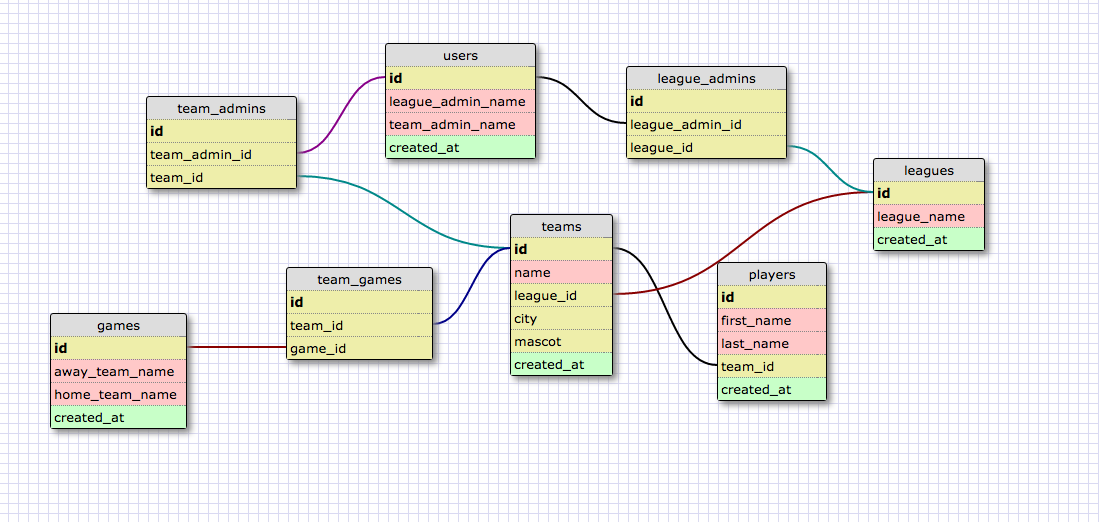 users
id
league_admin_name
team_admin_name
created_at
league_admins
id
league_admin_id
league_id
team_admins
id
team_admin_id
team_id
leagues
id
league_name
created_at
teams
id
name
league_id
city
mascot
created_at
players
id
first_name
last_name
team_id
created_at
team_games
id
team_id
game_id
games
id
away_team_name
home_team_name
created_at